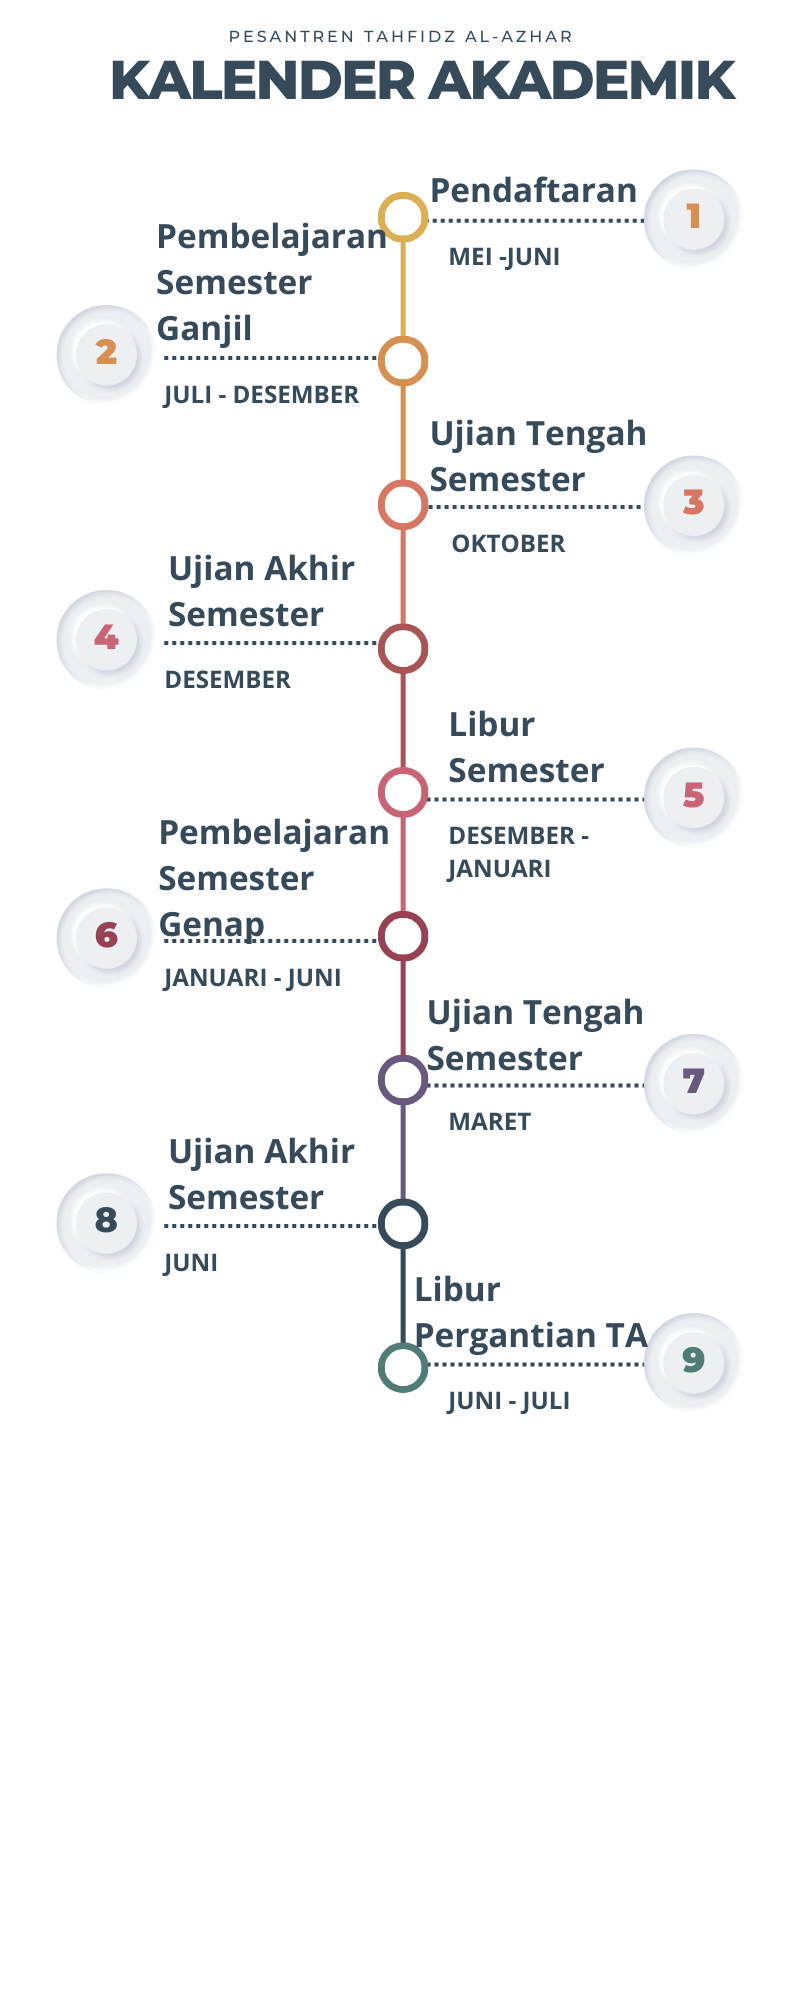 PESANTREN TAHFIDZ AL-AZHAR
KALENDER AKADEMIK
Pendaftaran
1
MEI -JUNI
Pembelajaran
Semester
Ganjil
2
JULI - DESEMBER
Ujian Tengah
Semester
3
OKTOBER
Ujian Akhir
Semester
4
DESEMBER
Libur
Semester
5
DESEMBER -
JANUARI
Pembelajaran
Semester
Genap
6
JANUARI - JUNI
Ujian Tengah
Semester
7
MARET
Ujian Akhir
Semester
8
JUNI
Libur
Pergantian TA
9
JUNI - JULI